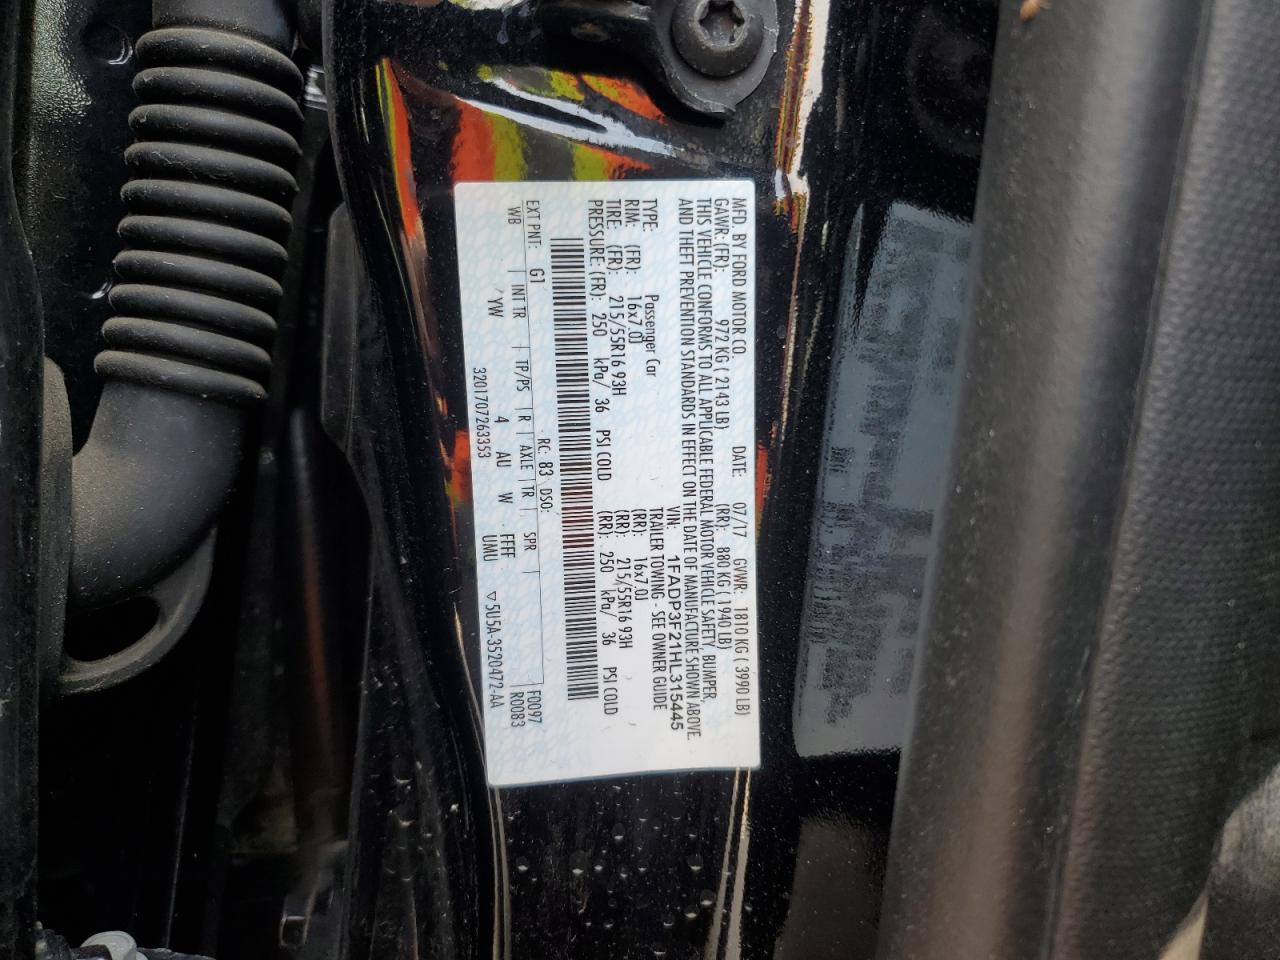 MFD. BY FORD MOTOR CO. DATE: 07/17 GVWR: 1810 KG ( 3990 LB)
GAWR: (FR): 972 KG ( 2143 LB) (RR): 880 KG ( 1940 LB)
THIS VEHICLE CONFORMS TO ALL APPLICABLE FEDERAL MOTOR VEHICLE SAFETY, BUMPER,
AND THEFT PREVENTION STANDARDS IN EFFECT ON THE DATE OF MANUFACTURE SHOWN ABOVE.
VIN: 1FADP3F21HL315445
TYPE: Passenger Car TRAILER TOWING - SEE OWNER GUIDE
RIM: (FR): 16x7.0J (RR): 16x7.0J
TIRE: (FR): 215/55R16 93H (RR): 215/55R16 93H
PRESSURE: (FR): 250 kPa/ 36 PSI COLD (RR): 250 kPa/ 36 PSI COLD
RC: 83 DSO: F0097
EXT PNT: G1 R0083
WB INT TR TP/PS R AXLE TR SPR
YW 4 AU W FFFF
UMU ▽5U5A-3520472-AA
320170726335​3